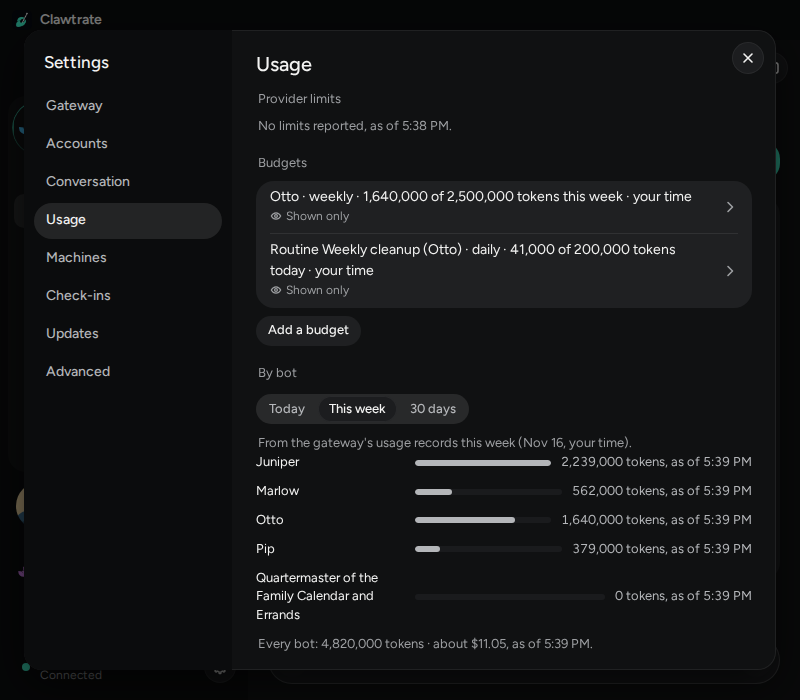 Clawtrate
Settings
Gateway
Accounts
Conversation
Usage
Machines
Check-ins
Updates
Advanced
Connected
Usage
Provider limits
No limits reported, as of 5:38 PM.
Budgets
Otto · weekly · 1,640,000 of 2,500,000 tokens this week · your time
Shown only
Routine Weekly cleanup (Otto) · daily · 41,000 of 200,000 tokens
today · your time
Shown only
Add a budget
By bot
Today This week 30 days
From the gateway's usage records this week (Nov 16, your time).
Juniper 2,239,000 tokens, as of 5:39 PM
Marlow 562,000 tokens, as of 5:39 PM
Otto 1,640,000 tokens, as of 5:39 PM
Pip 379,000 tokens, as of 5:39 PM
Quartermaster of the
Family Calendar and 0 tokens, as of 5:39 PM
Errands
Every bot: 4,820,000 tokens · about $11.05, as of 5:39 PM.